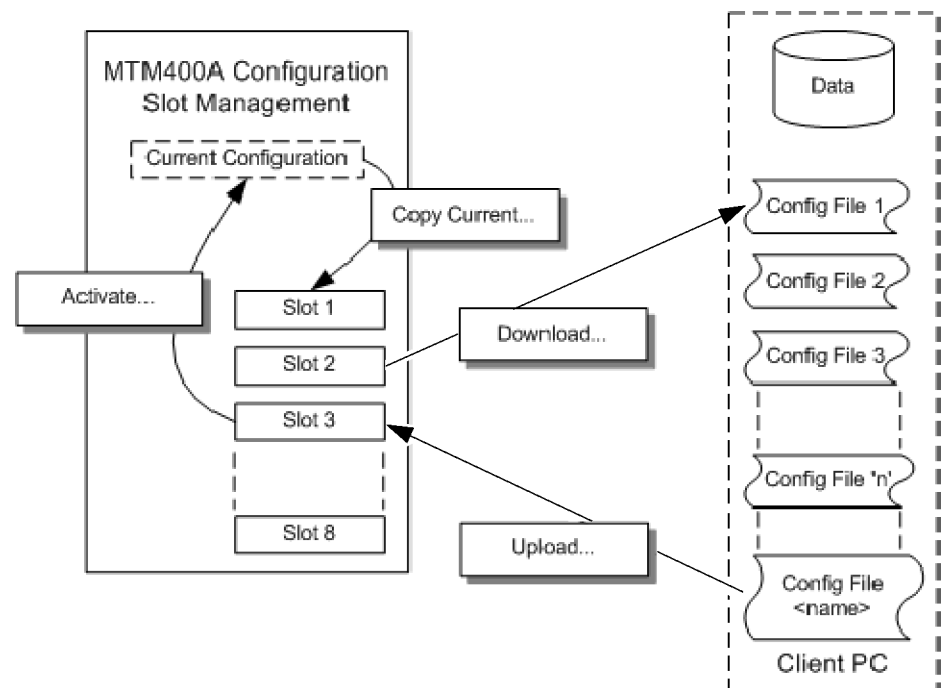 MTM400A Configuration
Slot Management
Current Configuration
Copy Current...
Activate...
Slot 1
Slot 2
Slot 3
Slot 8
Download...
Upload...
Data
Config File 1
Config File 2
Config File 3
Config File 'n'
Config File
<name>
Client PC